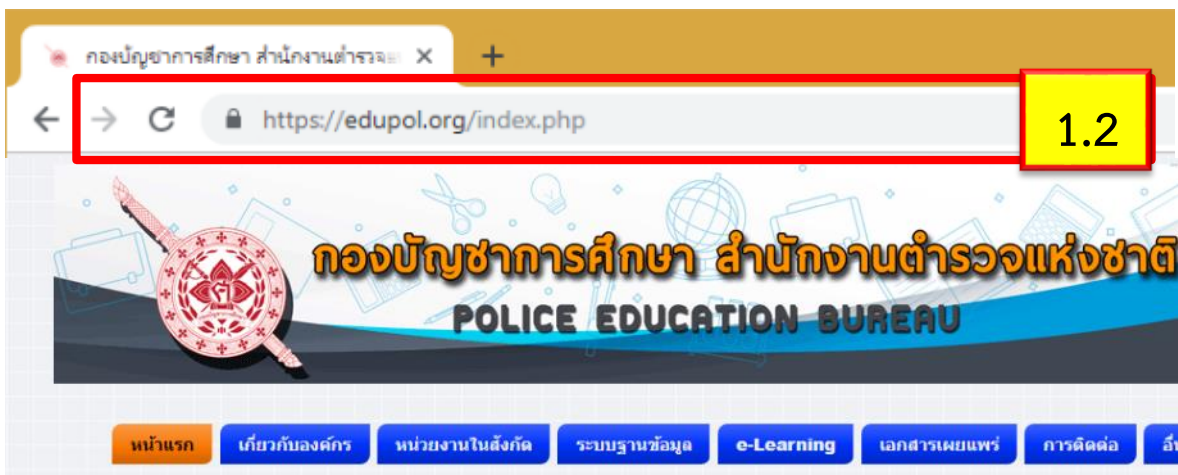 กองบัญชาการศึกษา สำนักงานตำรวจ
https://edupol.org/index.php
1.2
กองบัญชาการศึกษา สำนักงานตำรวจแห่งชาติ
POLICE EDUCATION BUREAU
หน้าแรก เกี่ยวกับองค์กร หน่วยงานในสังกัด ระบบฐานข้อมูล e-Learning เอกสารเผยแพร่ การติดต่อ